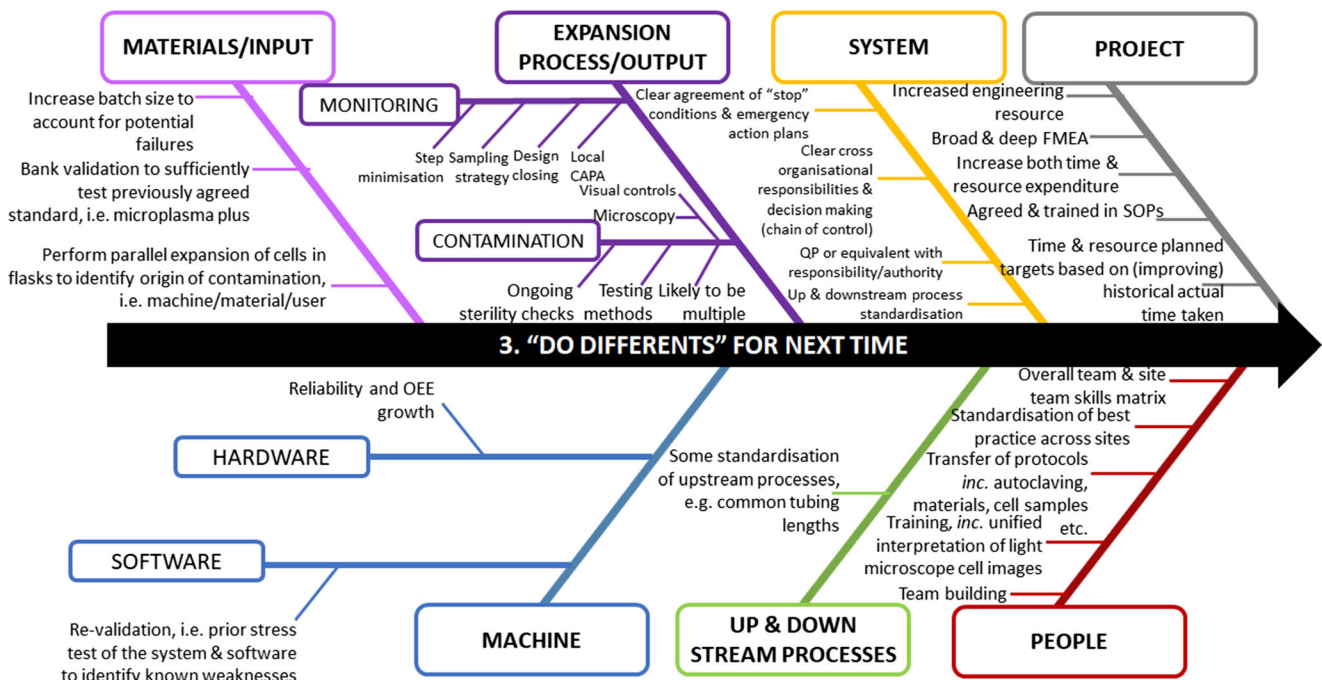 MATERIALS/INPUT
Increase batch size to
account for potential
failures
Bank validation to sufficiently
test previously agreed
standard, i.e. microplasma plus
Perform parallel expansion of cells in
flasks to identify origin of contamination,
i.e. machine/material/user
EXPANSION
PROCESS/OUTPUT
MONITORING
Step
minimisation
Sampling
strategy
Design
closing
Local
CAPA
Visual controls
Microscopy
CONTAMINATION
Ongoing
sterility checks
Testing
methods
Likely to be
multiple
SYSTEM
Clear agreement of “stop”
conditions & emergency
action plans
Clear cross
organisational
responsibilities &
decision making
(chain of control)
QP or equivalent with
responsibility/authority
Up & downstream process
standardisation
PROJECT
Increased engineering
resource
Broad & deep FMEA
Increase both time &
resource expenditure
Agreed & trained in SOPs
Time & resource planned
targets based on (improving)
historical actual
time taken
3. “DO DIFFERENTS” FOR NEXT TIME
Reliability and OEE
growth
HARDWARE
SOFTWARE
Re-validation, i.e. prior stress
test of the system & software
to identify known weaknesses
MACHINE
Some standardisation
of upstream processes,
e.g. common tubing
lengths
UP & DOWN
STREAM PROCESSES
Overall team & site
team skills matrix
Standardisation of best
practice across sites
Transfer of protocols
inc. autoclaving,
materials, cell samples
etc.
Training, inc. unified
interpretation of light
microscope cell images
Team building
PEOPLE